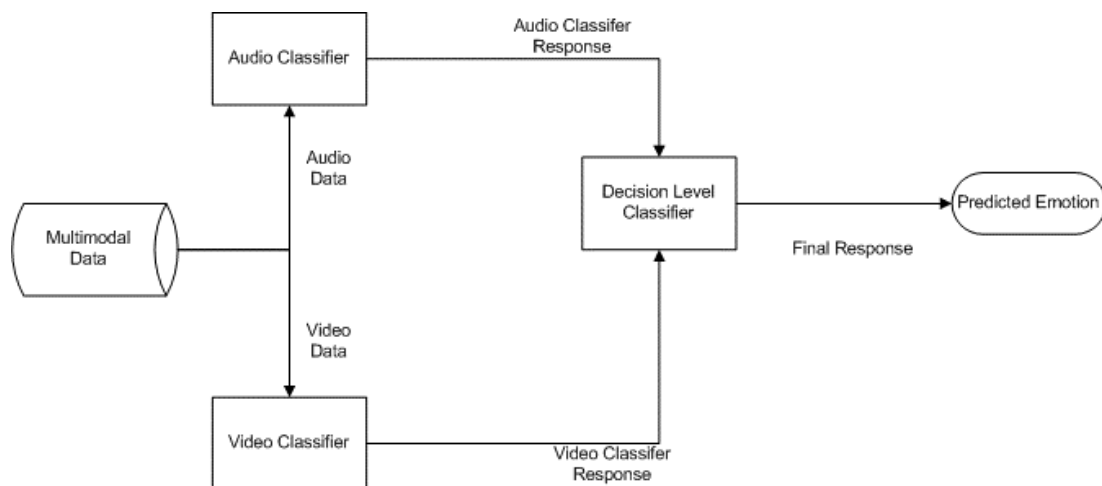 Audio Classifier
Audio Classifer
Response
Audio
Data
Multimodal
Data
Decision Level
Classifier
Predicted Emotion
Final Response
Video
Data
Video Classifier
Video Classifer
Response